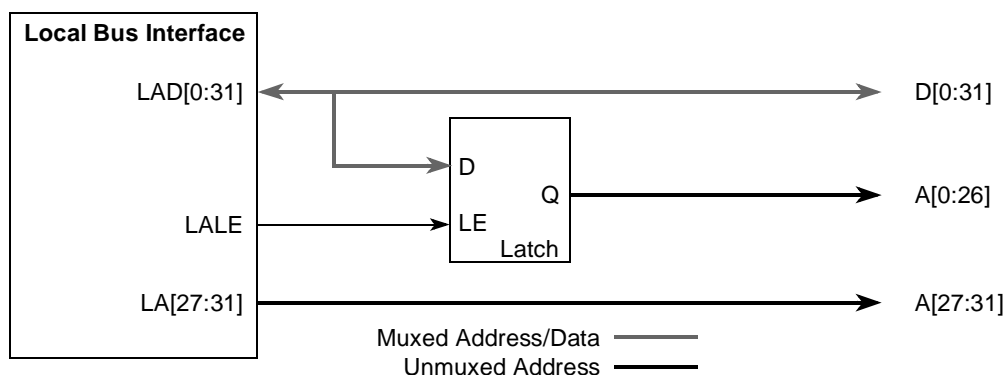 Local Bus Interface
LAD[0:31]
D[0:31]
D
Q
A[0:26]
LALE
LE
Latch
LA[27:31]
A[27:31]
Muxed Address/Data
Unmuxed Address